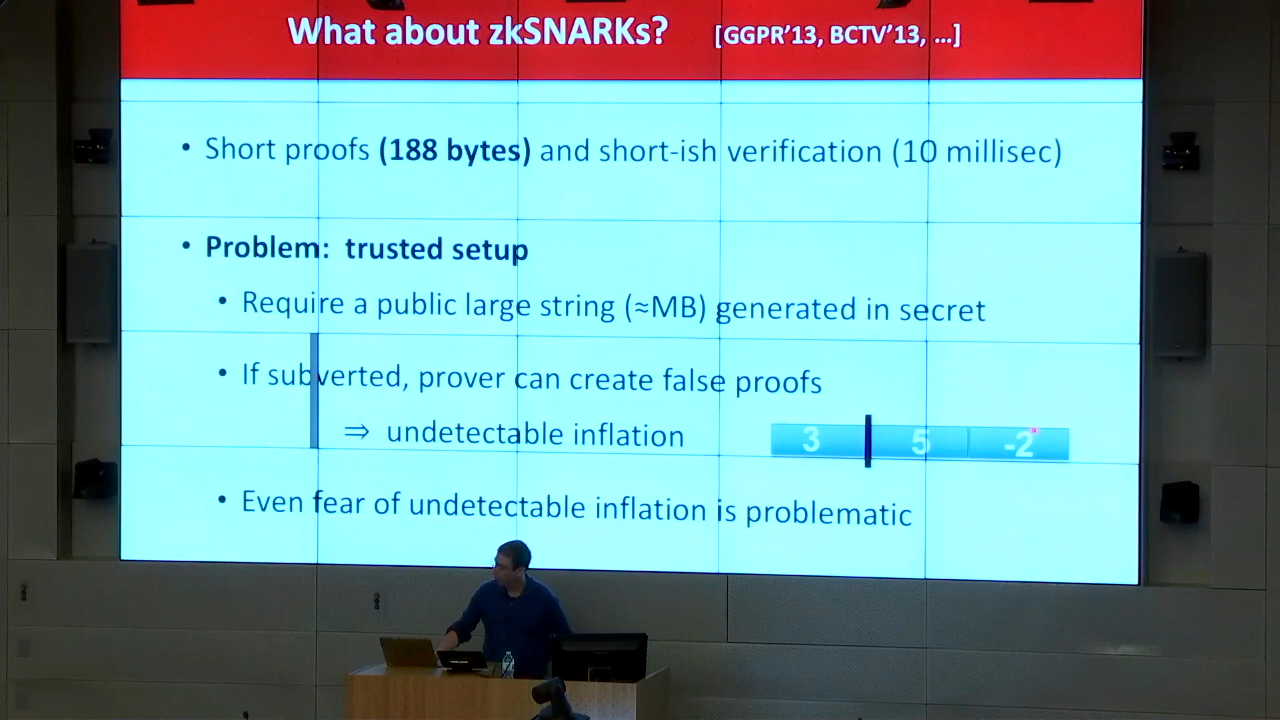 What about zkSNARKs? [GGPR'13, BCTV'13, …]
• Short proofs (188 bytes) and short-ish verification (10 millisec)
• Problem: trusted setup
• Require a public large string (≈MB) generated in secret
• If subverted, prover can create false proofs
⇒ undetectable inflation
3 5 -2
• Even fear of undetectable inflation is problematic